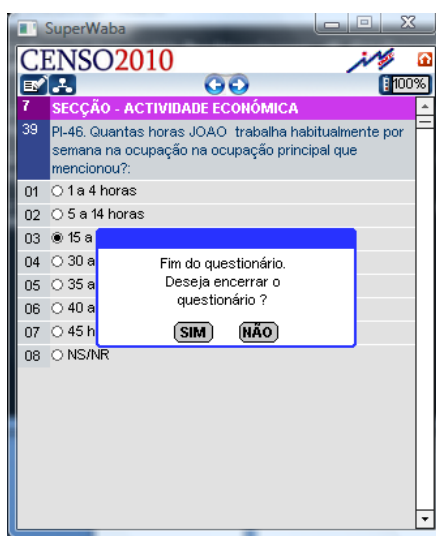 SuperWaba
CENSO2010
100%
7 SECÇÃO - ACTIVIDADE ECONÓMICA
39 PI-46. Quantas horas JOAO trabalha habitualmente por
semana na ocupação na ocupação principal que
mencionou?:
01 1 a 4 horas
02 5 a 14 horas
03 15 a
04 30 a
05 35 a
06 40 a
07 45 h
08 NS/NR
Fim do questionário.
Deseja encerrar o
questionário ?
SIM NÃO